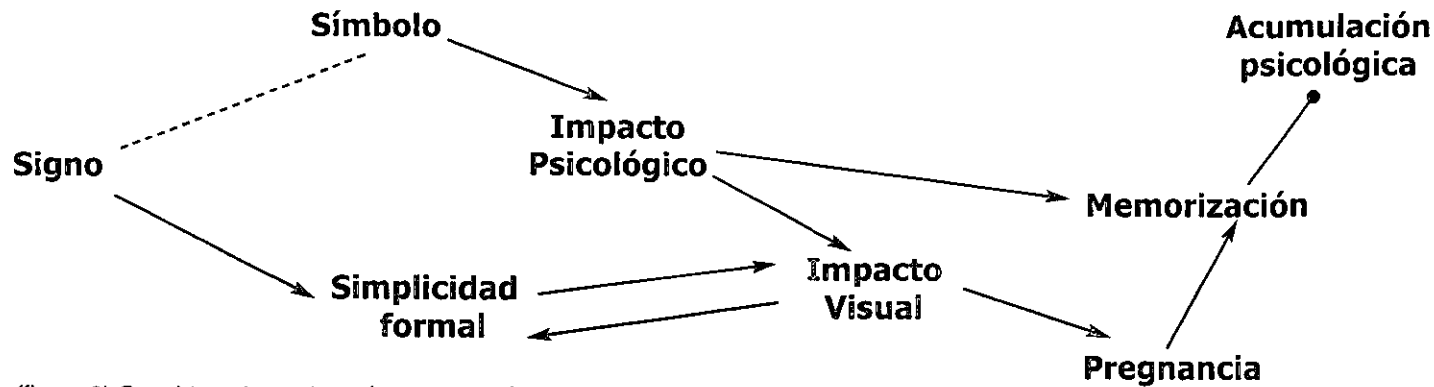 Símbolo
Acumulación
psicológica
Impacto
Psicológico
Signo
Memorización
Simplicidad
formal
Impacto
Visual
Pregnancia